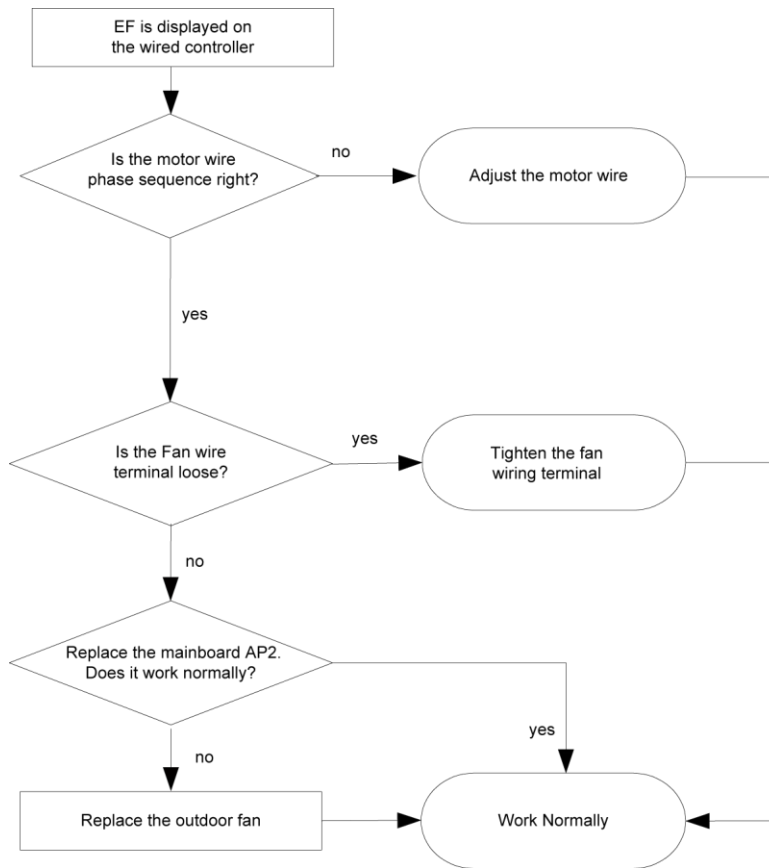 EF is displayed on
the wired controller
Is the motor wire
phase sequence right?
no
Adjust the motor wire
yes
Is the Fan wire
terminal loose?
yes
Tighten the fan
wiring terminal
no
Replace the mainboard AP2.
Does it work normally?
yes
no
Replace the outdoor fan
Work Normally